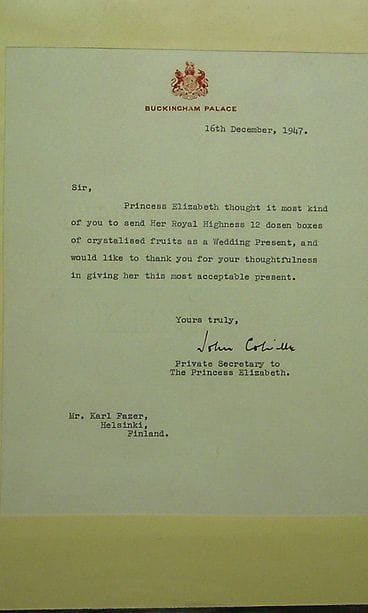 BUCKINGHAM PALACE
16th December, 1947.
Sir,
Princess Elizabeth thought it most kind
of you to send Her Royal Highness 12 dozen boxes
of crystalised fruits as a Wedding Present, and
would like to thank you for your thoughtfulness
in giving her this most acceptable present.
Yours truly,
John Colville
Private Secretary to
The Princess Elizabeth.
Mr. Karl Fazer,
Helsinki,
Finland.